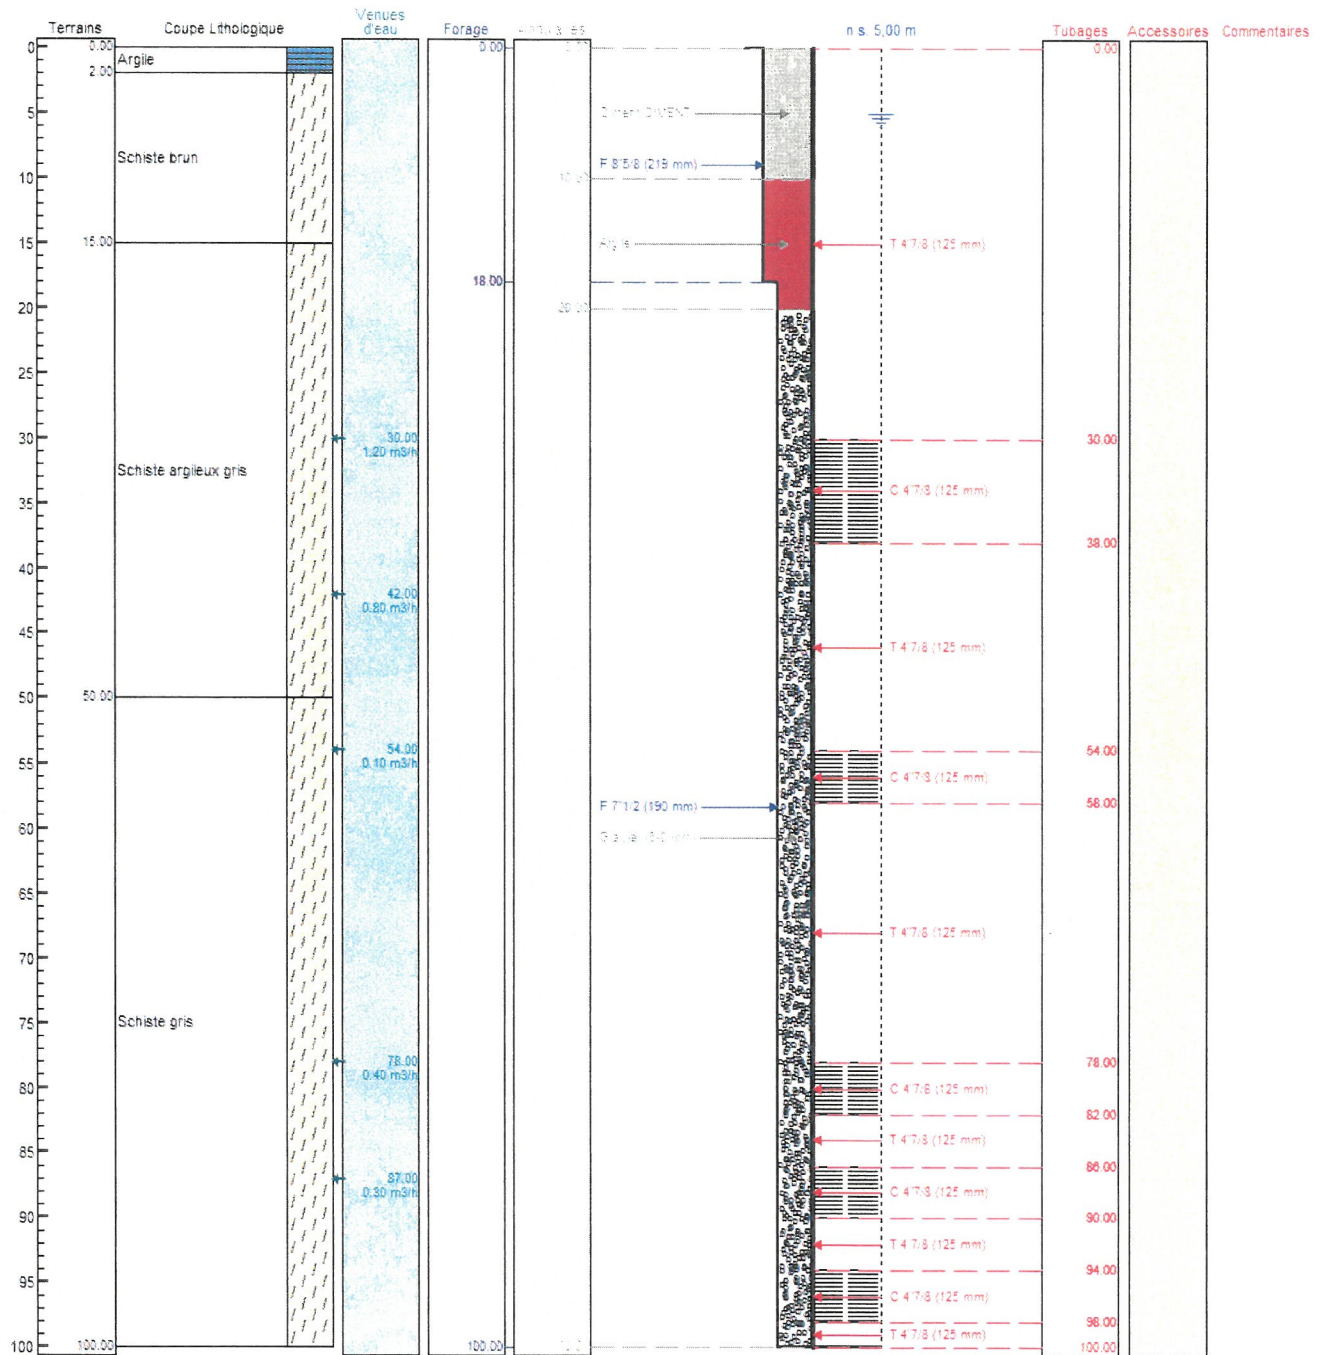 Terrains
Coupe Lithologique
Venues
d'eau
Forage
n s. 5,00 m
Tubages
Accessoires
Commentaires
0
5
10
15
20
25
30
35
40
45
50
55
60
65
70
75
80
85
90
95
100
0.00
2.00
15.00
50.00
100.00
Argile
Schiste brun
Schiste argileux gris
Schiste gris
30.00
1.20 m3/h
42.00
0.80 m3/h
54.00
0.10 m3/h
78.00
0.40 m3/h
87.00
0.30 m3/h
0.00
18.00
100.00
10.00
20.00
F 8"5/8 (219 mm)
Argile
F 7"1/2 (190 mm)
T 4"7/8 (125 mm)
C 4"7/8 (125 mm)
T 4"7/8 (125 mm)
C 4"7/8 (125 mm)
T 4"7/8 (125 mm)
C 4"7/8 (125 mm)
T 4"7/8 (125 mm)
C 4"7/8 (125 mm)
T 4"7/8 (125 mm)
C 4"7/8 (125 mm)
T 4"7/8 (125 mm)
0.00
30.00
38.00
54.00
58.00
78.00
82.00
86.00
90.00
94.00
98.00
100.00